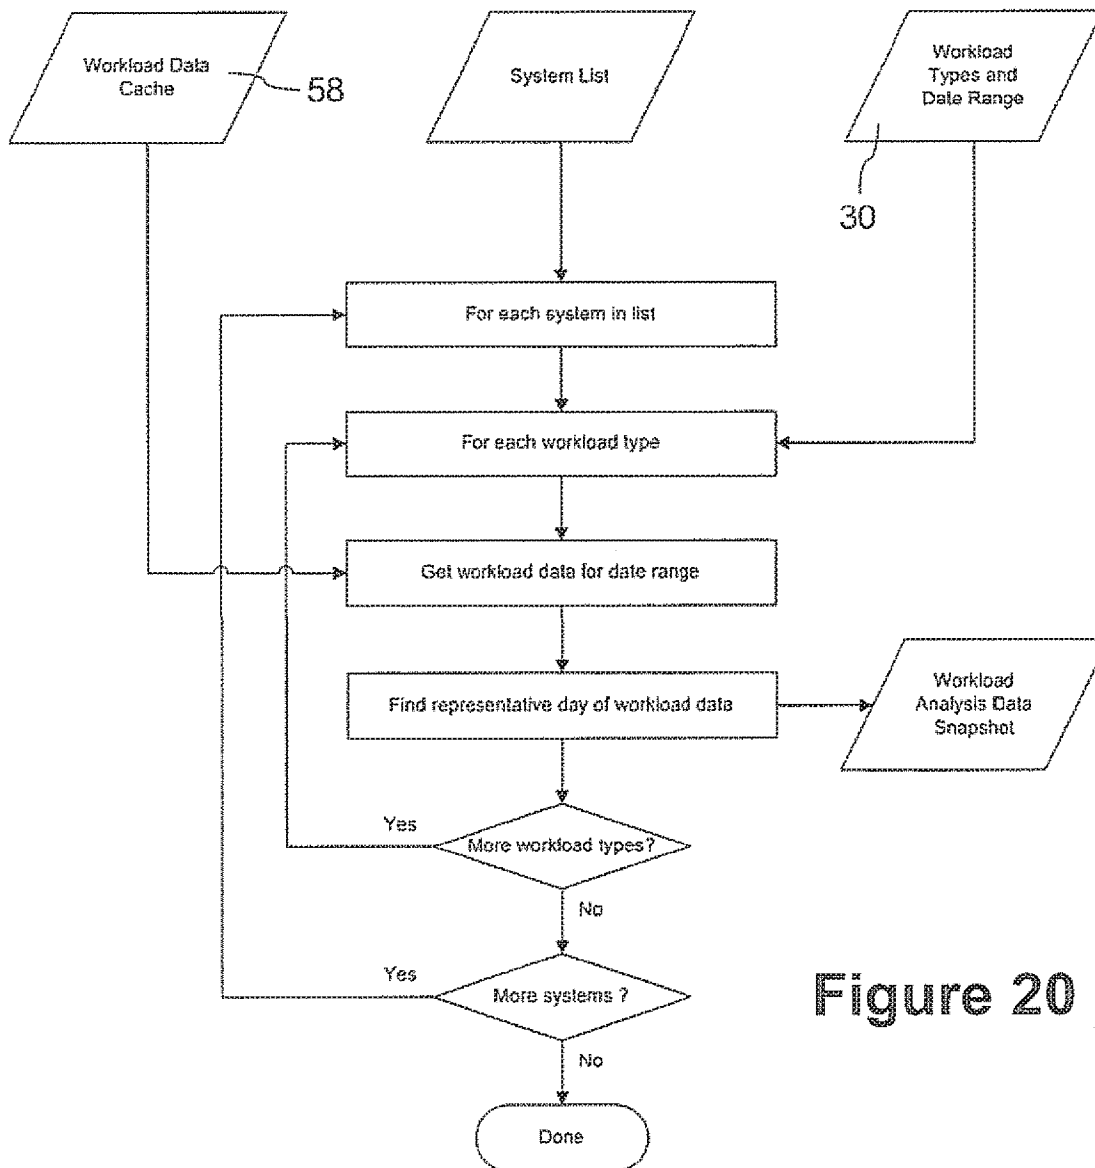 Workload Data
Cache
58
System List
Workload
Types and
Date Range
30
For each system in list
For each workload type
Get workload data for date range
Find representative day of workload data
Workload
Analysis Data
Snapshot
Yes
More workload types?
No
Yes
More systems ?
No
Done
Figure 20